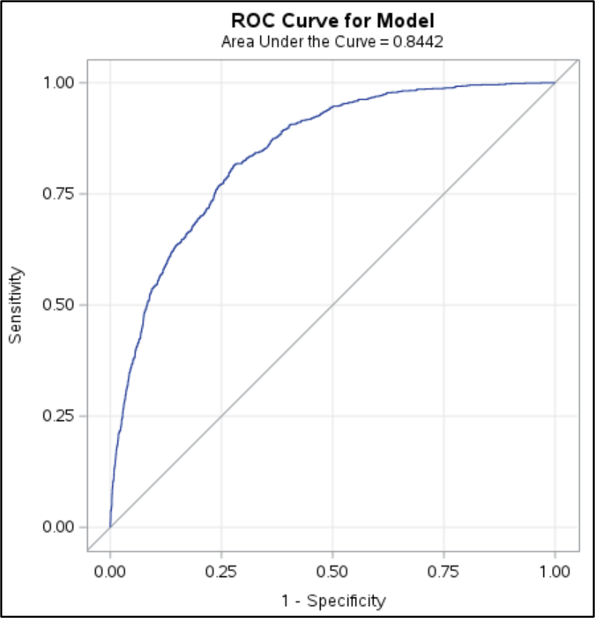 ROC Curve for Model
Area Under the Curve = 0.8442
1.00
0.75
0.50
0.25
0.00
Sensitivity
0.00 0.25 0.50 0.75 1.00
1 - Specificity